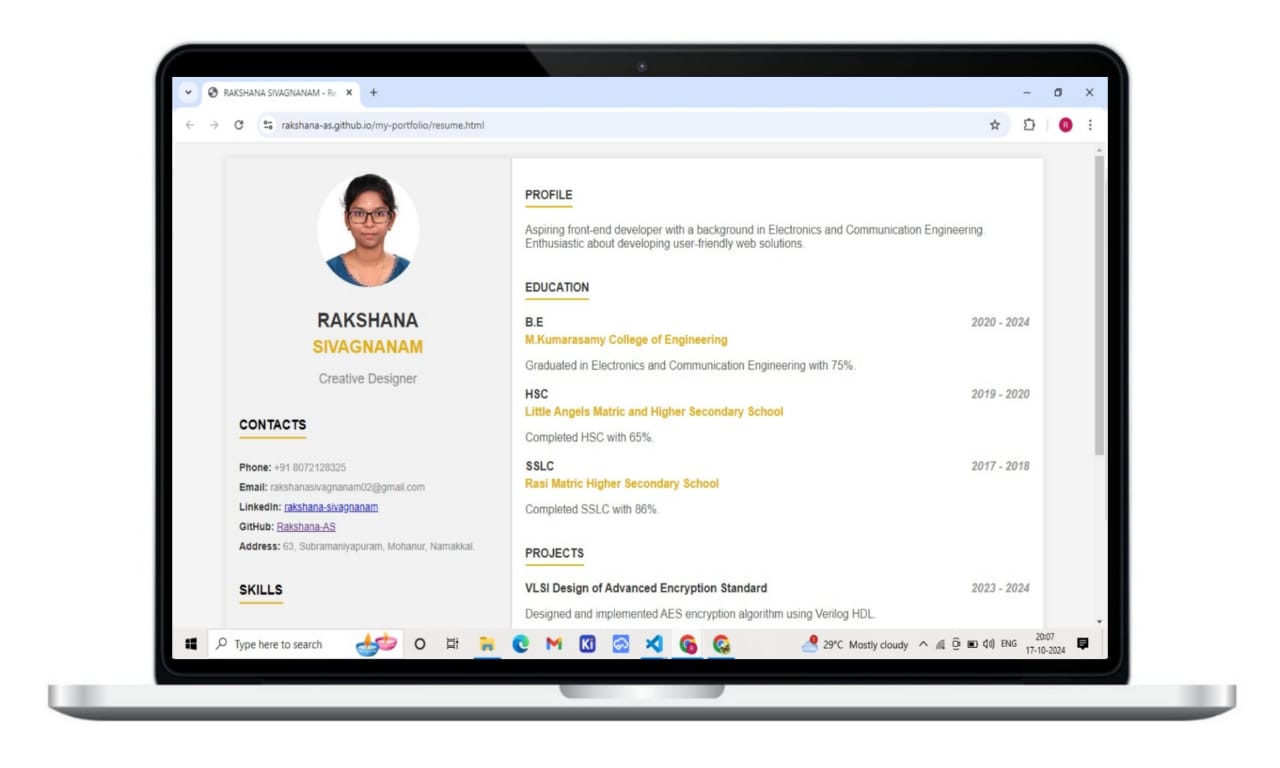 RAKSHANA SIVAGNANAM - Re
rakshana-as.github.io/my-portfolio/resume.html
R
RAKSHANA
SIVAGNANAM
Creative Designer
CONTACTS
Phone: +91 8072128325
Email: rakshanasivagnanam02@gmail.com
LinkedIn: rakshana-sivagnanam
GitHub: Rakshana-AS
Address: 63, Subramaniyapuram, Mohanur, Namakkal.
SKILLS
PROFILE
Aspiring front-end developer with a background in Electronics and Communication Engineering.
Enthusiastic about developing user-friendly web solutions.
EDUCATION
B.E 2020 - 2024
M.Kumarasamy College of Engineering
Graduated in Electronics and Communication Engineering with 75%.
HSC 2019 - 2020
Little Angels Matric and Higher Secondary School
Completed HSC with 65%.
SSLC 2017 - 2018
Rasi Matric Higher Secondary School
Completed SSLC with 86%.
PROJECTS
VLSI Design of Advanced Encryption Standard 2023 - 2024
Designed and implemented AES encryption algorithm using Verilog HDL.
Type here to search
Ki
29°C Mostly cloudy
ENG
20:07
17-10-2024